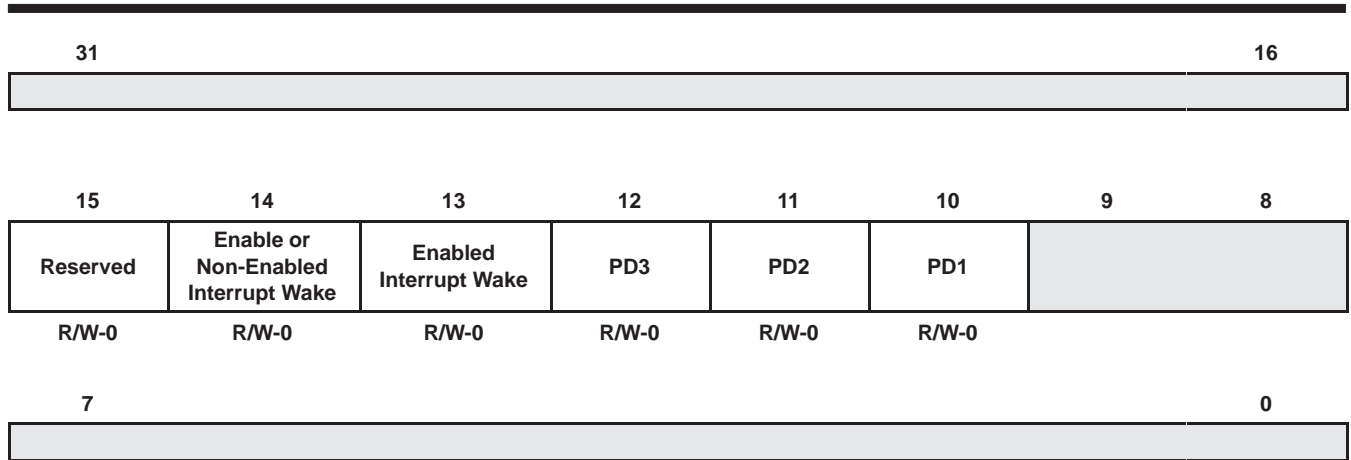 31 16
15 14 13 12 11 10 9 8
Reserved
Enable or
Non-Enabled
Interrupt Wake
Enabled
Interrupt Wake
PD3
PD2
PD1
R/W-0 R/W-0 R/W-0 R/W-0 R/W-0 R/W-0
7 0